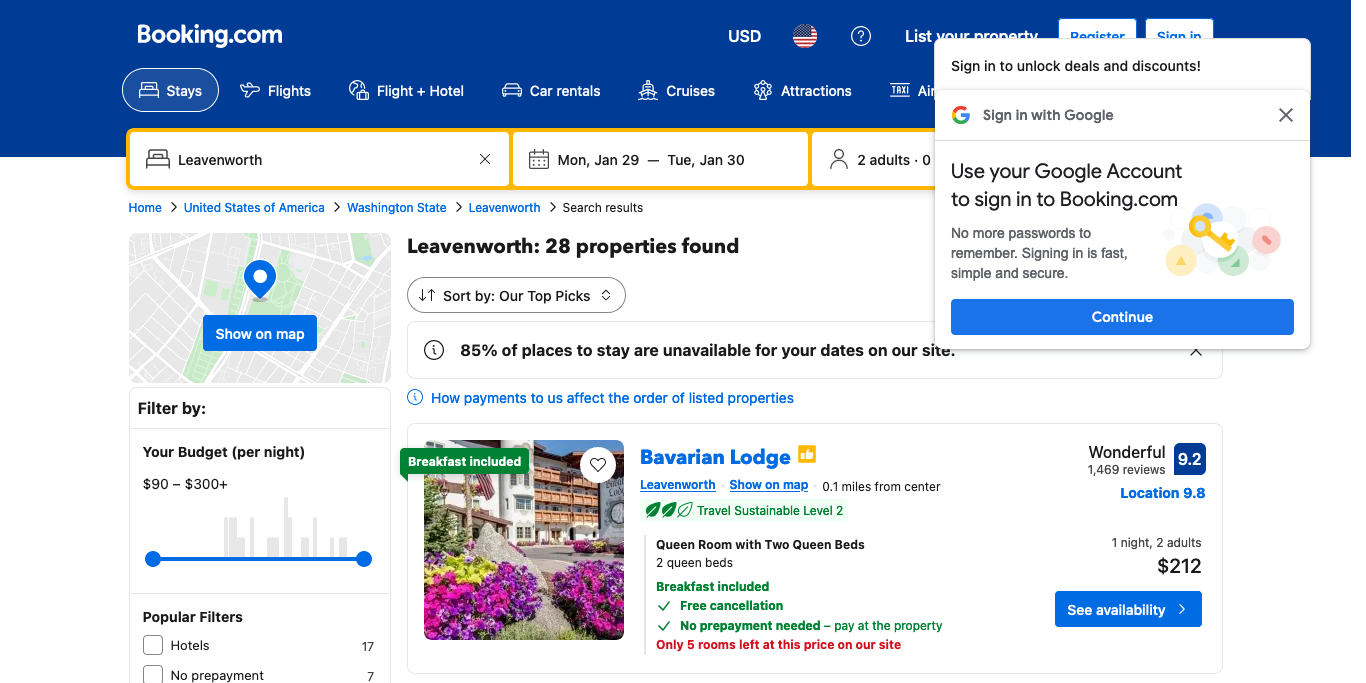 Booking.com
USD
List your property
Register
Sign in
Stays
Flights
Flight + Hotel
Car rentals
Cruises
Attractions
TAXI
Sign in to unlock deals and discounts!
Sign in with Google
Use your Google Account
to sign in to Booking.com
No more passwords to
remember. Signing in is fast,
simple and secure.
Continue
Leavenworth
Mon, Jan 29 — Tue, Jan 30
2 adults · 0
Home > United States of America > Washington State > Leavenworth > Search results
Show on map
Leavenworth: 28 properties found
Sort by: Our Top Picks
85% of places to stay are unavailable for your dates on our site.
How payments to us affect the order of listed properties
Filter by:
Your Budget (per night)
$90 – $300+
Popular Filters
Hotels 17
No prepayment 7
Breakfast included
Bavarian Lodge
Leavenworth · Show on map · 0.1 miles from center
Travel Sustainable Level 2
Wonderful
1,469 reviews
9.2
Location 9.8
Queen Room with Two Queen Beds
2 queen beds
Breakfast included
Free cancellation
No prepayment needed – pay at the property
Only 5 rooms left at this price on our site
1 night, 2 adults
$212
See availability